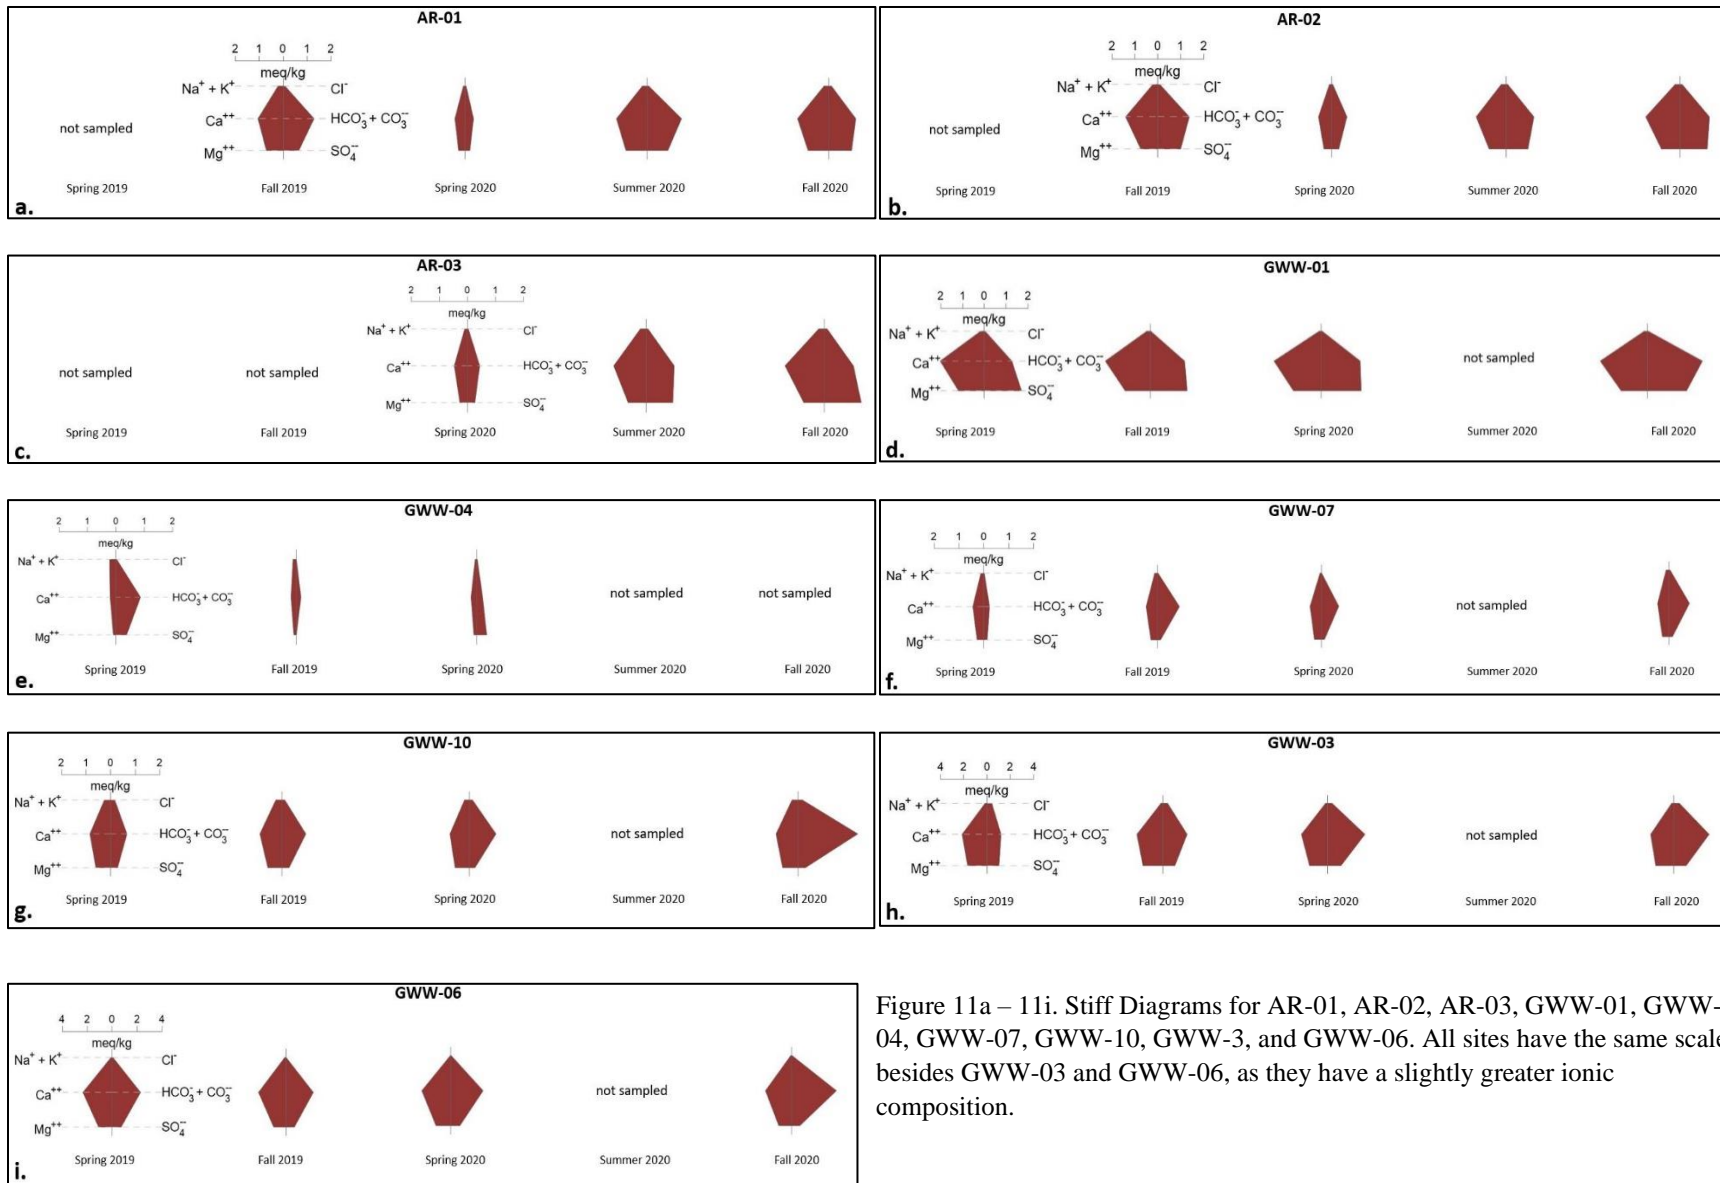 AR-01
2 1 0 1 2
meq/kg
Na⁺ + K⁺ Cl⁻
Ca⁺⁺ HCO₃⁻ + CO₃⁻⁻
Mg⁺⁺ SO₄⁻⁻
not sampled
Spring 2019 Fall 2019 Spring 2020 Summer 2020 Fall 2020
a.
AR-02
2 1 0 1 2
meq/kg
Na⁺ + K⁺ Cl⁻
Ca⁺⁺ HCO₃⁻ + CO₃⁻⁻
Mg⁺⁺ SO₄⁻⁻
not sampled
Spring 2019 Fall 2019 Spring 2020 Summer 2020 Fall 2020
b.
AR-03
2 1 0 1 2
meq/kg
Na⁺ + K⁺ Cl⁻
Ca⁺⁺ HCO₃⁻ + CO₃⁻⁻
Mg⁺⁺ SO₄⁻⁻
not sampled not sampled
Spring 2019 Fall 2019 Spring 2020 Summer 2020 Fall 2020
c.
GWW-01
2 1 0 1 2
meq/kg
Na⁺ + K⁺ Cl⁻
Ca⁺⁺ HCO₃⁻ + CO₃⁻⁻
Mg⁺⁺ SO₄⁻⁻
not sampled
Spring 2019 Fall 2019 Spring 2020 Summer 2020 Fall 2020
d.
GWW-04
2 1 0 1 2
meq/kg
Na⁺ + K⁺ Cl⁻
Ca⁺⁺ HCO₃⁻ + CO₃⁻⁻
Mg⁺⁺ SO₄⁻⁻
not sampled not sampled
Spring 2019 Fall 2019 Spring 2020 Summer 2020 Fall 2020
e.
GWW-07
2 1 0 1 2
meq/kg
Na⁺ + K⁺ Cl⁻
Ca⁺⁺ HCO₃⁻ + CO₃⁻⁻
Mg⁺⁺ SO₄⁻⁻
not sampled
Spring 2019 Fall 2019 Spring 2020 Summer 2020 Fall 2020
f.
GWW-10
2 1 0 1 2
meq/kg
Na⁺ + K⁺ Cl⁻
Ca⁺⁺ HCO₃⁻ + CO₃⁻⁻
Mg⁺⁺ SO₄⁻⁻
not sampled
Spring 2019 Fall 2019 Spring 2020 Summer 2020 Fall 2020
g.
GWW-03
4 2 0 2 4
meq/kg
Na⁺ + K⁺ Cl⁻
Ca⁺⁺ HCO₃⁻ + CO₃⁻⁻
Mg⁺⁺ SO₄⁻⁻
not sampled
Spring 2019 Fall 2019 Spring 2020 Summer 2020 Fall 2020
h.
GWW-06
4 2 0 2 4
meq/kg
Na⁺ + K⁺ Cl⁻
Ca⁺⁺ HCO₃⁻ + CO₃⁻⁻
Mg⁺⁺ SO₄⁻⁻
not sampled
Spring 2019 Fall 2019 Spring 2020 Summer 2020 Fall 2020
i.
Figure 11a – 11i. Stiff Diagrams for AR-01, AR-02, AR-03, GWW-01, GWW-
04, GWW-07, GWW-10, GWW-3, and GWW-06. All sites have the same scale
besides GWW-03 and GWW-06, as they have a slightly greater ionic
composition.